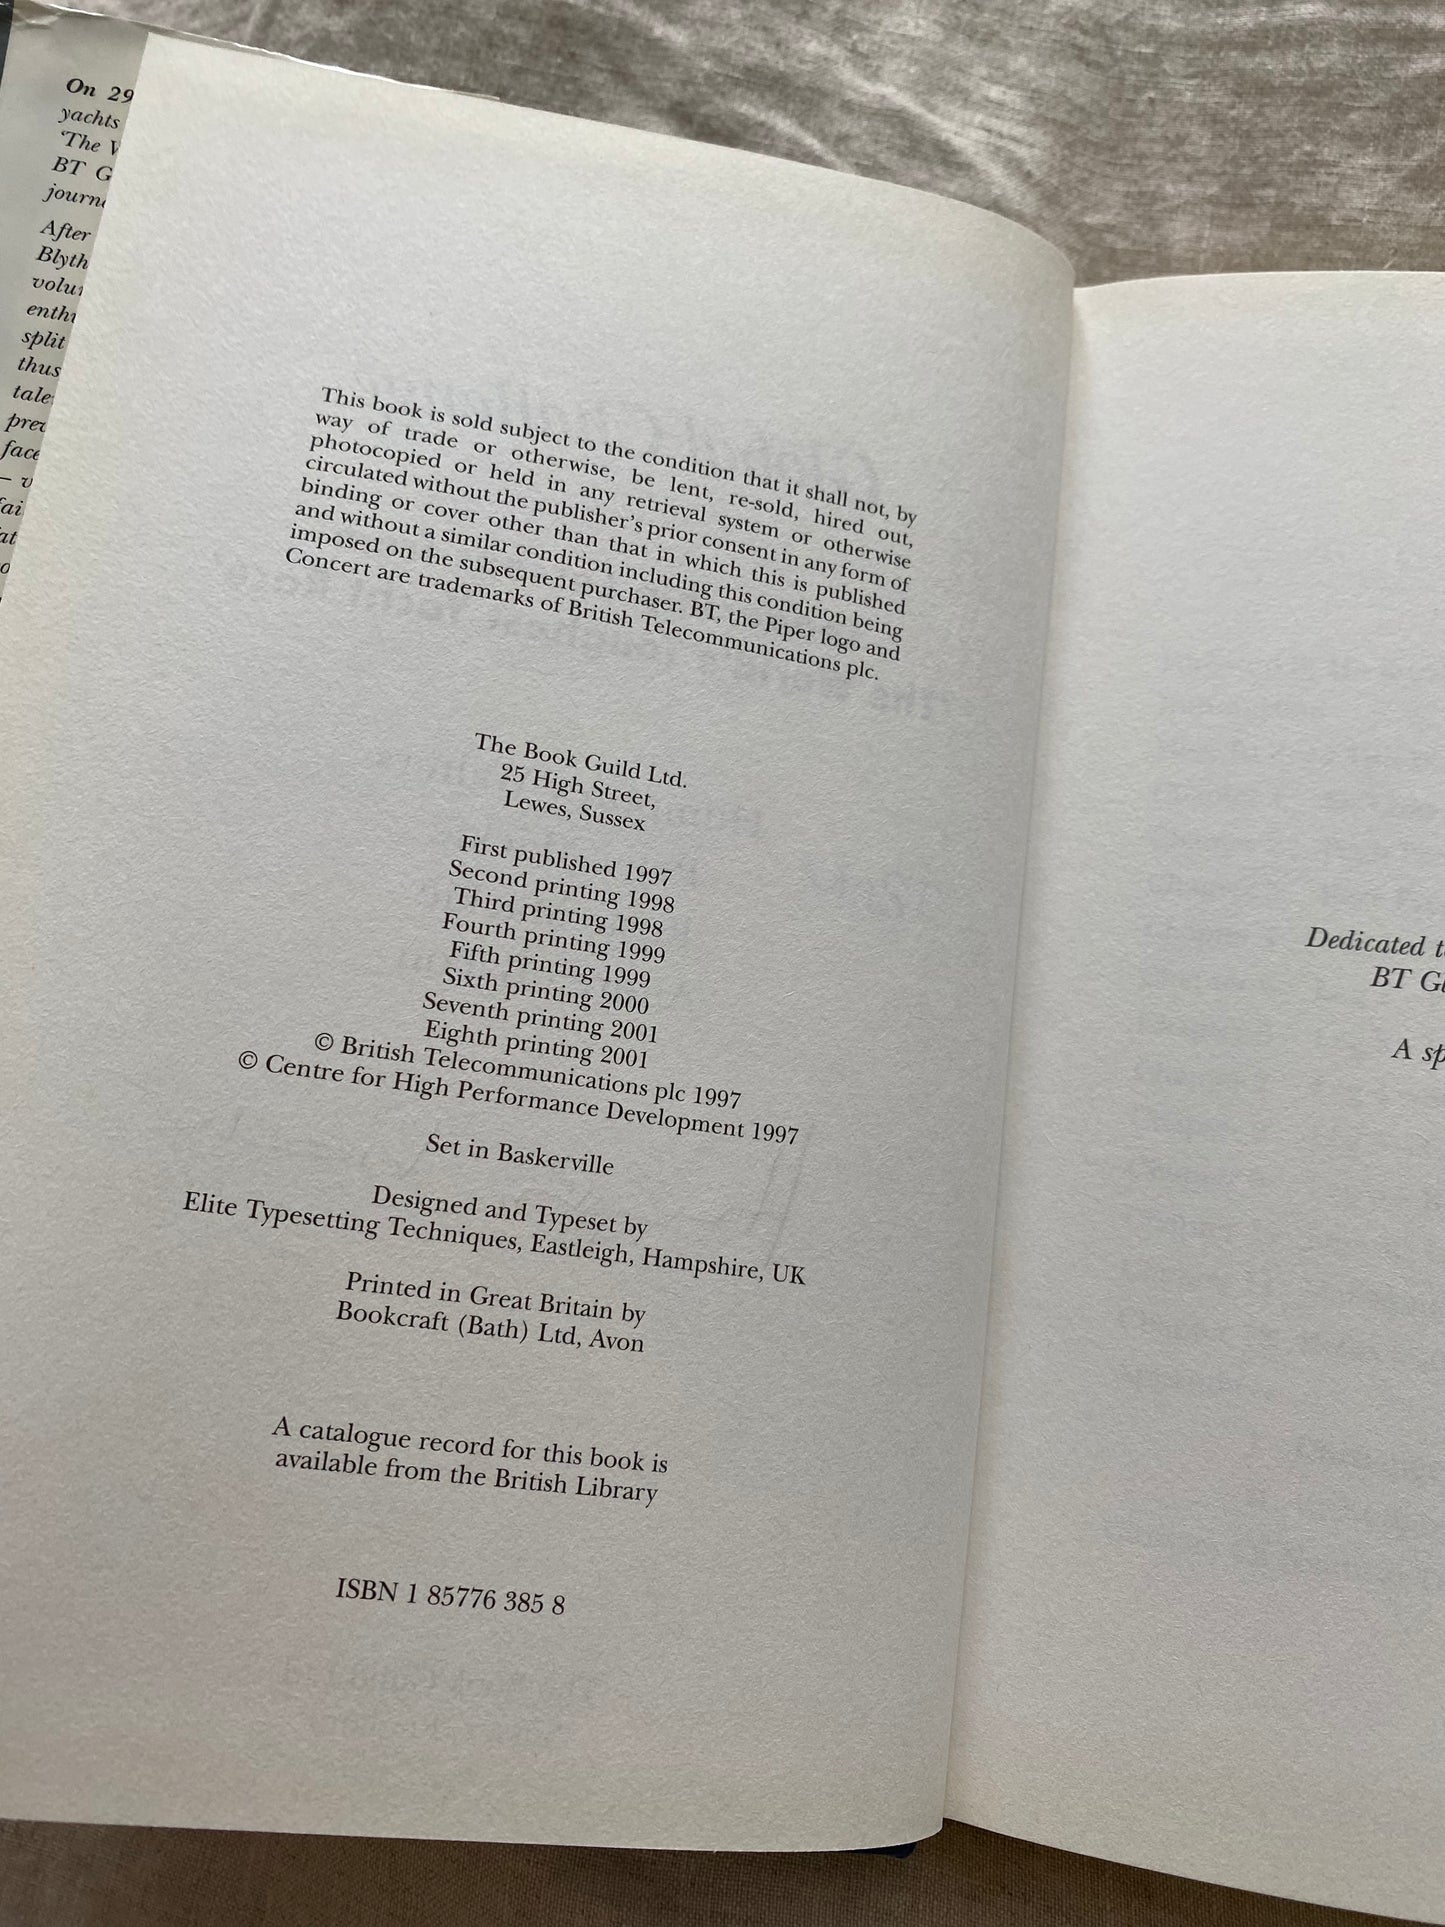 On 29
yachts
'The
BT G
After
split
thus
This book is sold subject to the condition that it shall not, by
way of trade or otherwise, be lent, re-sold, hired out,
photocopied or held in any retrieval system or otherwise
circulated without the publisher's prior consent in any form of
binding or cover other than that in which this is published
and without a similar condition including this condition being
imposed on the subsequent purchaser. BT, the Piper logo and
Concert are trademarks of British Telecommunications plc.
The Book Guild Ltd.
25 High Street,
Lewes, Sussex
First published 1997
Second printing 1998
Third printing 1998
Fourth printing 1999
Fifth printing 1999
Sixth printing 2000
Seventh printing 2001
Eighth printing 2001
© British Telecommunications plc 1997
© Centre for High Performance Development 1997
Set in Baskerville
Designed and Typeset by
Elite Typesetting Techniques, Eastleigh, Hampshire, UK
Printed in Great Britain by
Bookcraft (Bath) Ltd, Avon
A catalogue record for this book is
available from the British Library
ISBN 1 85776 385 8
Dedicated t
BT Gl
A sp